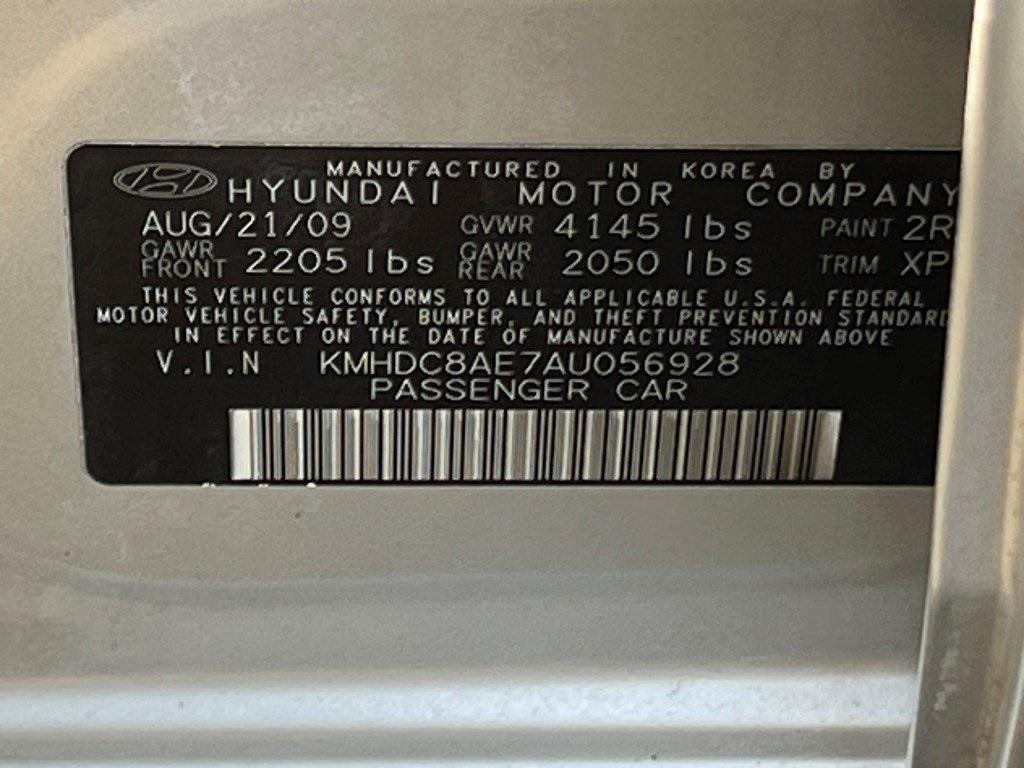 MANUFACTURED IN KOREA BY
HYUNDAI MOTOR COMPANY
AUG/21/09 GVWR 4145 lbs PAINT 2R
GAWR FRONT 2205 lbs GAWR REAR 2050 lbs TRIM XP
THIS VEHICLE CONFORMS TO ALL APPLICABLE U.S.A. FEDERAL
MOTOR VEHICLE SAFETY, BUMPER, AND THEFT PREVENTION STANDARD
IN EFFECT ON THE DATE OF MANUFACTURE SHOWN ABOVE
V.I.N KMHDC8AE7AU056928
PASSENGER CAR